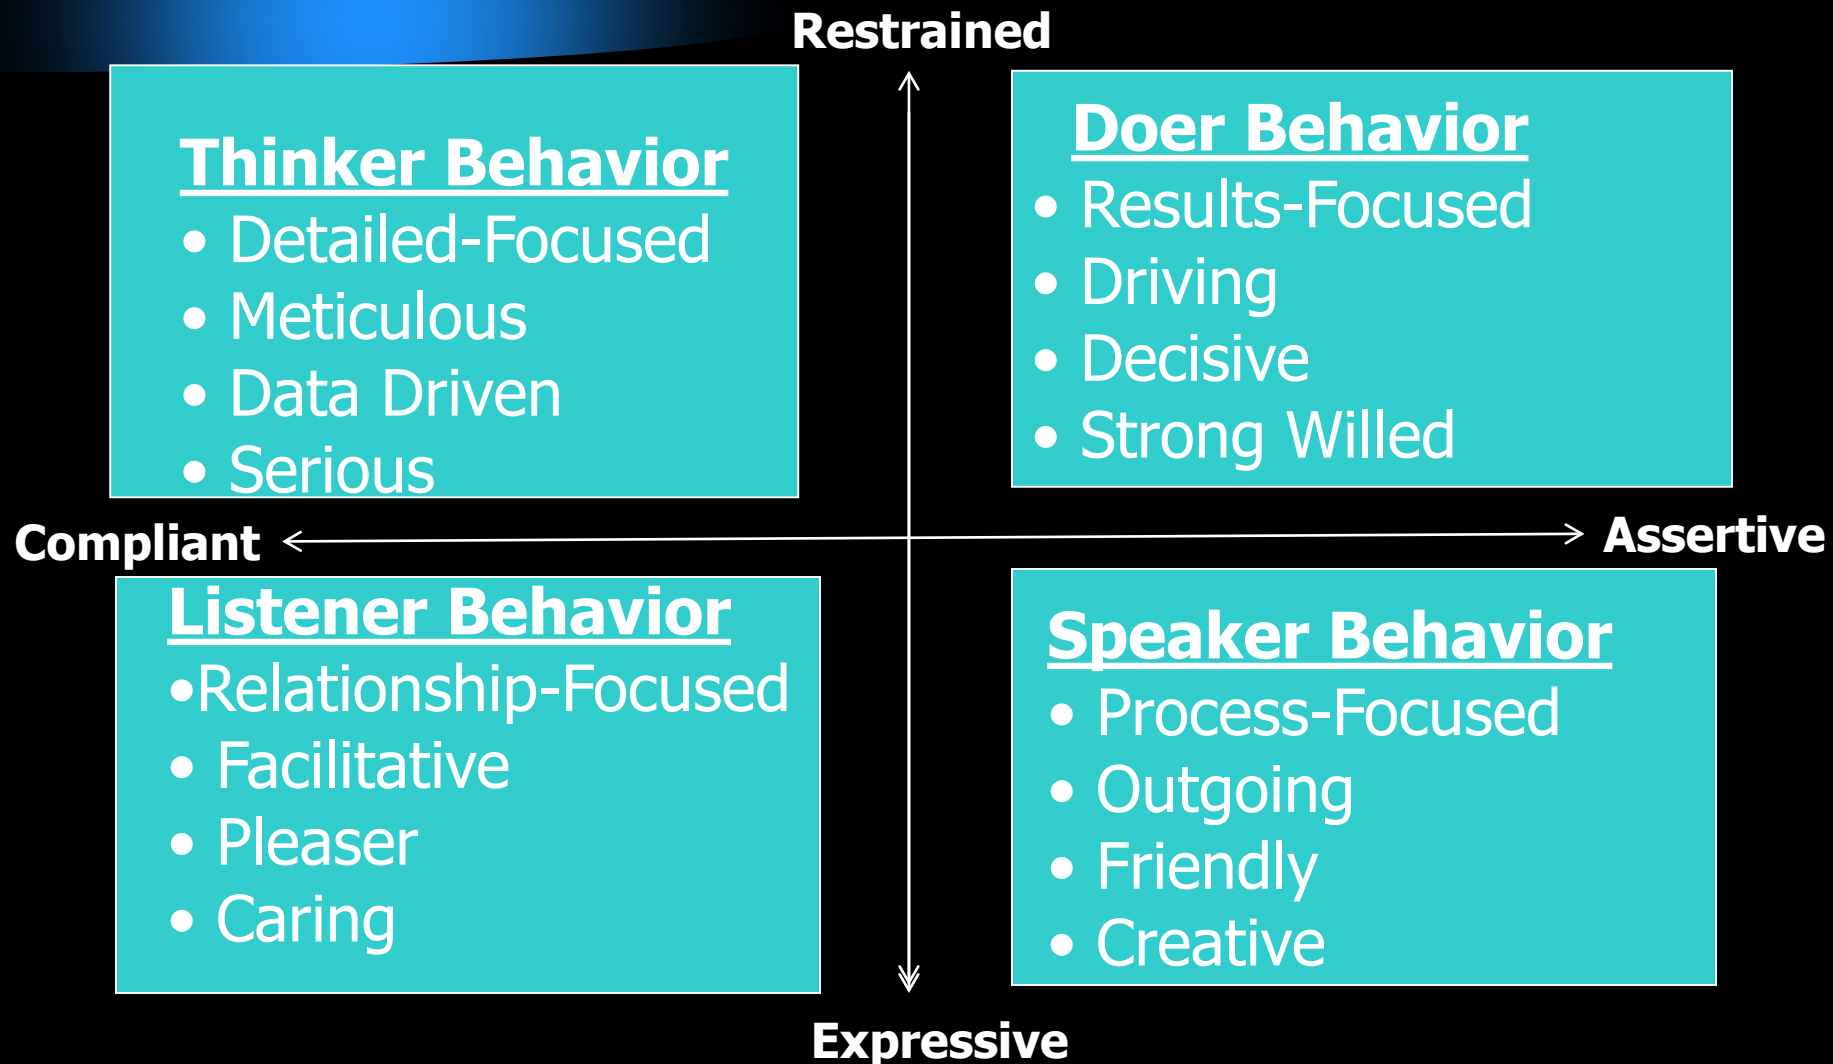 Restrained
Thinker Behavior
• Detailed-Focused
• Meticulous
• Data Driven
• Serious
Doer Behavior
• Results-Focused
• Driving
• Decisive
• Strong Willed
Compliant
Assertive
Listener Behavior
•Relationship-Focused
• Facilitative
• Pleaser
• Caring
Speaker Behavior
• Process-Focused
• Outgoing
• Friendly
• Creative
Expressive